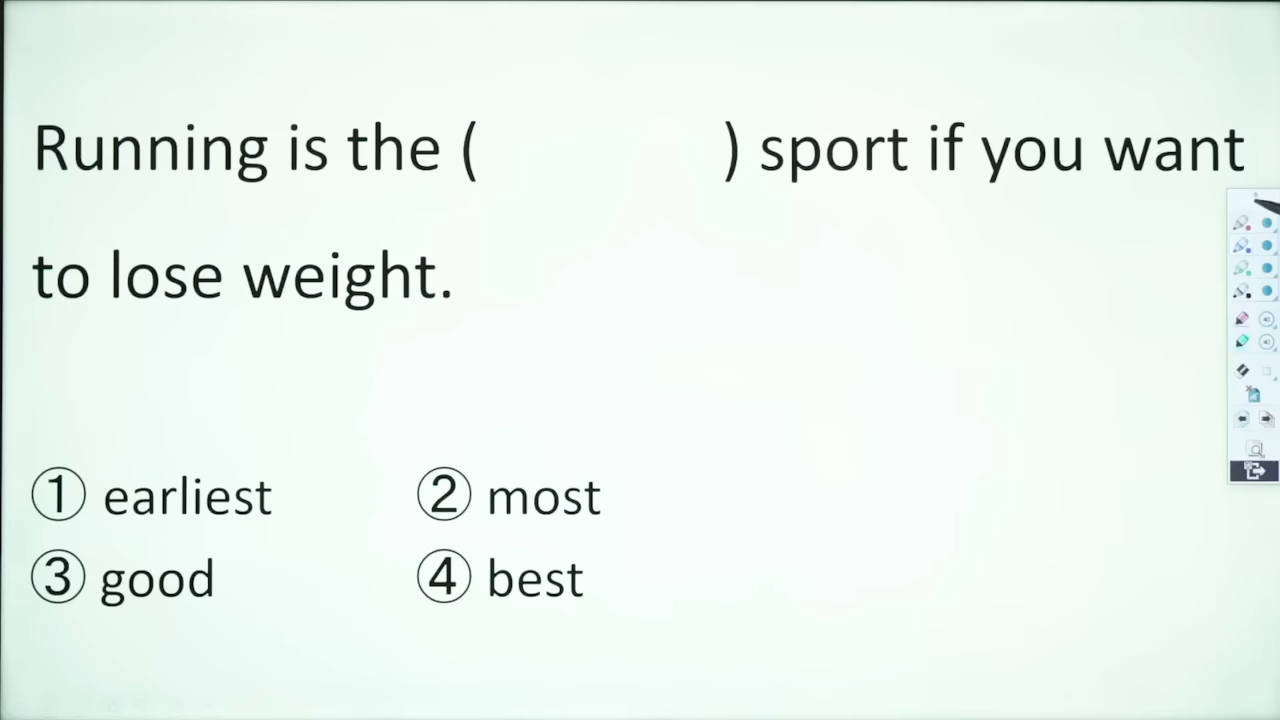 Running is the ( ) sport if you want
to lose weight.
① earliest ② most
③ good ④ best